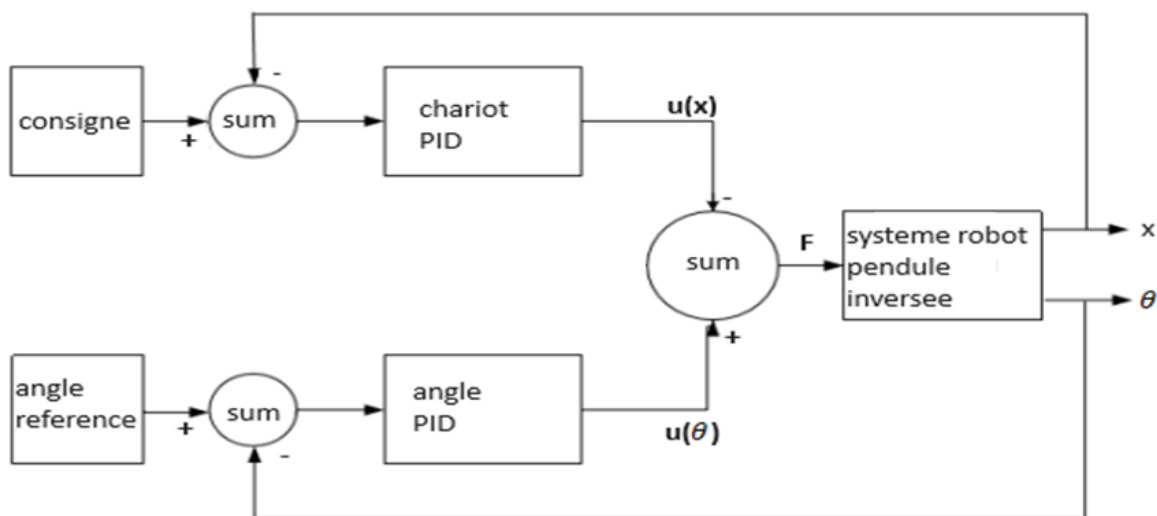 consigne
+
-
sum
chariot
PID
u(x)
-
sum
+
F
systeme robot
pendule
inversee
x
θ
angle
reference
+
sum
-
angle
PID
u(θ)